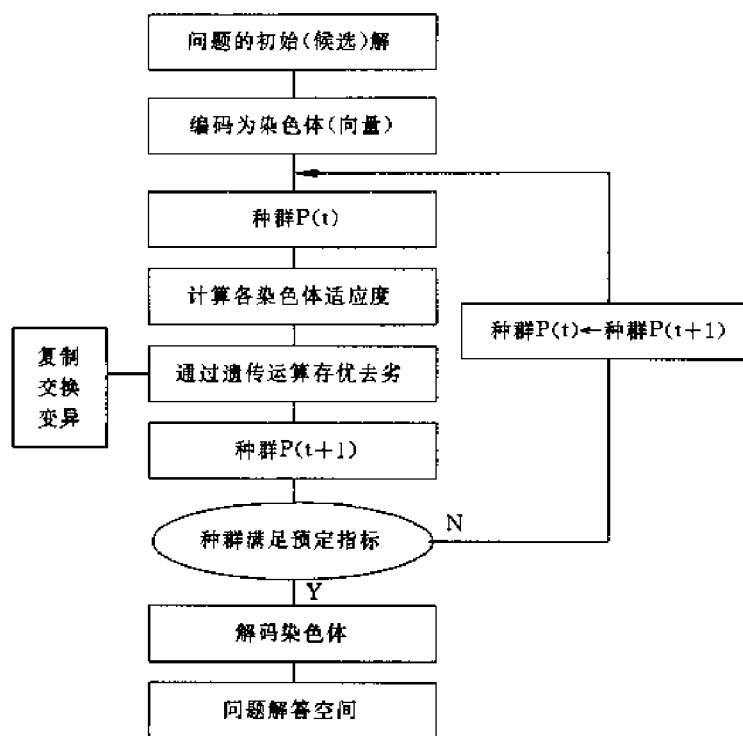 问题的初始(候选)解
编码为染色体(向量)
种群P(t)
计算各染色体适应度
种群P(t)←种群P(t+1)
复制
交换
变异
通过遗传运算存优去劣
种群P(t+1)
种群满足预定指标
N
Y
解码染色体
问题解答空间